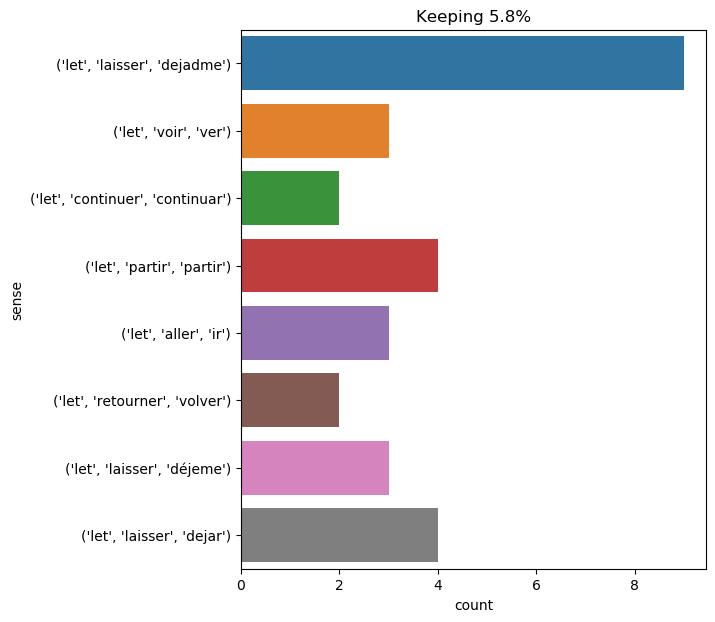 Keeping 5.8%
('let', 'laisser', 'dejadme')
('let', 'voir', 'ver')
('let', 'continuer', 'continuar')
('let', 'partir', 'partir')
('let', 'aller', 'ir')
('let', 'retourner', 'volver')
('let', 'laisser', 'déjeme')
('let', 'laisser', 'dejar')
sense
0 2 4 6 8
count